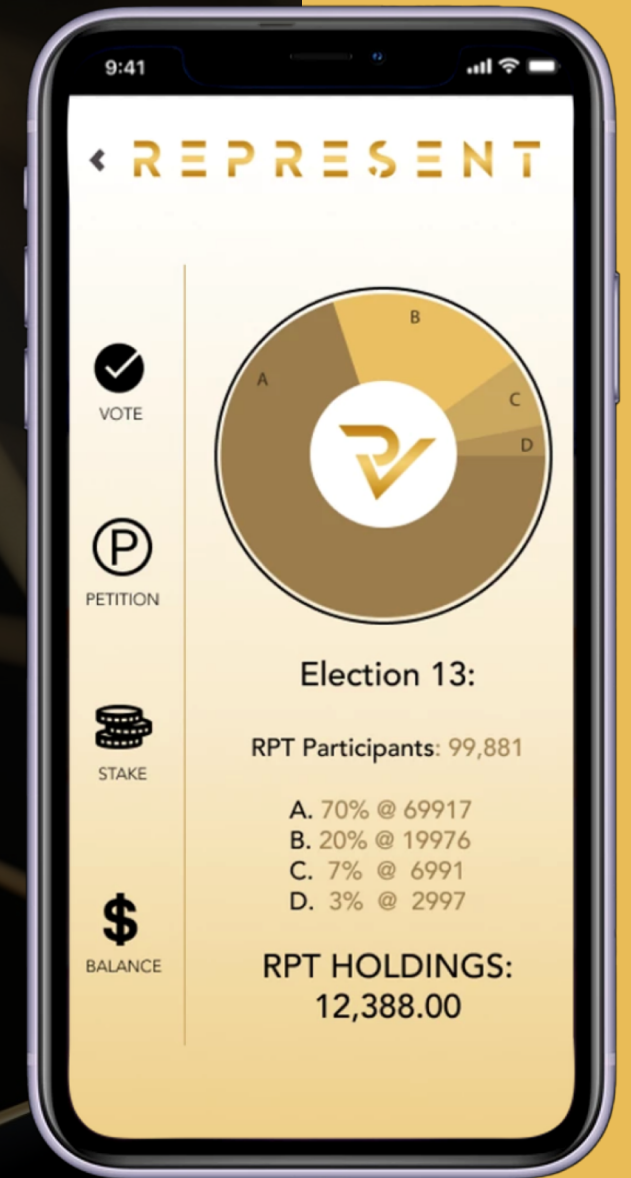 9:41
REPRESENT
VOTE
PETITION
STAKE
BALANCE
A
B
C
D
Election 13:
RPT Participants: 99,881
A. 70% @ 69917
B. 20% @ 19976
C. 7% @ 6991
D. 3% @ 2997
RPT HOLDINGS:
12,388.00